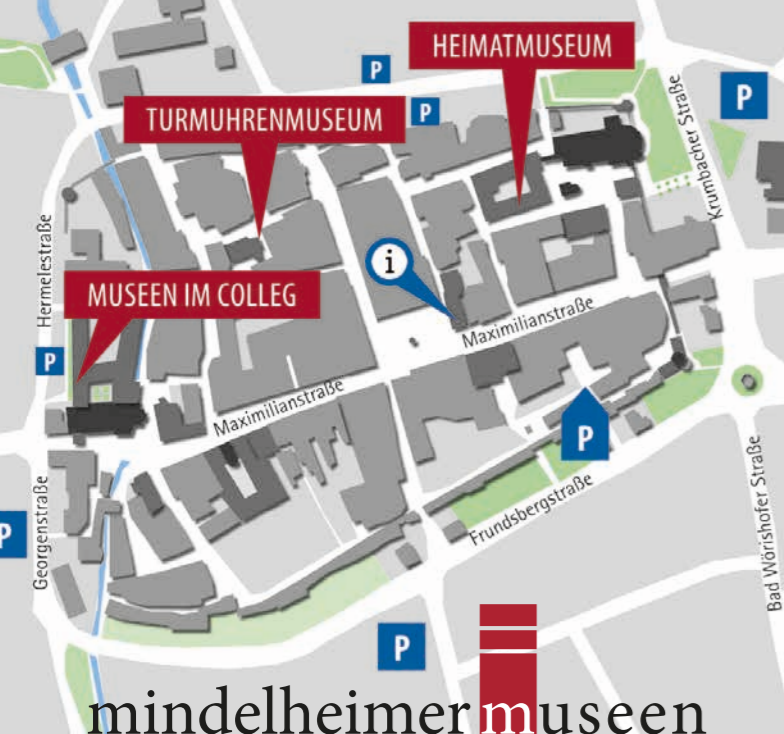 HEIMATMUSEUM
P
P
P
TURMUHRENMUSEUM
Krumbacher Straße
Hermelestraße
i
MUSEEN IM COLLEG
Maximilianstraße
P
Maximilianstraße
P
Georgenstraße
Frundsbergstraße
Bad Wörishofer Straße
P
P
mindelheimer museen